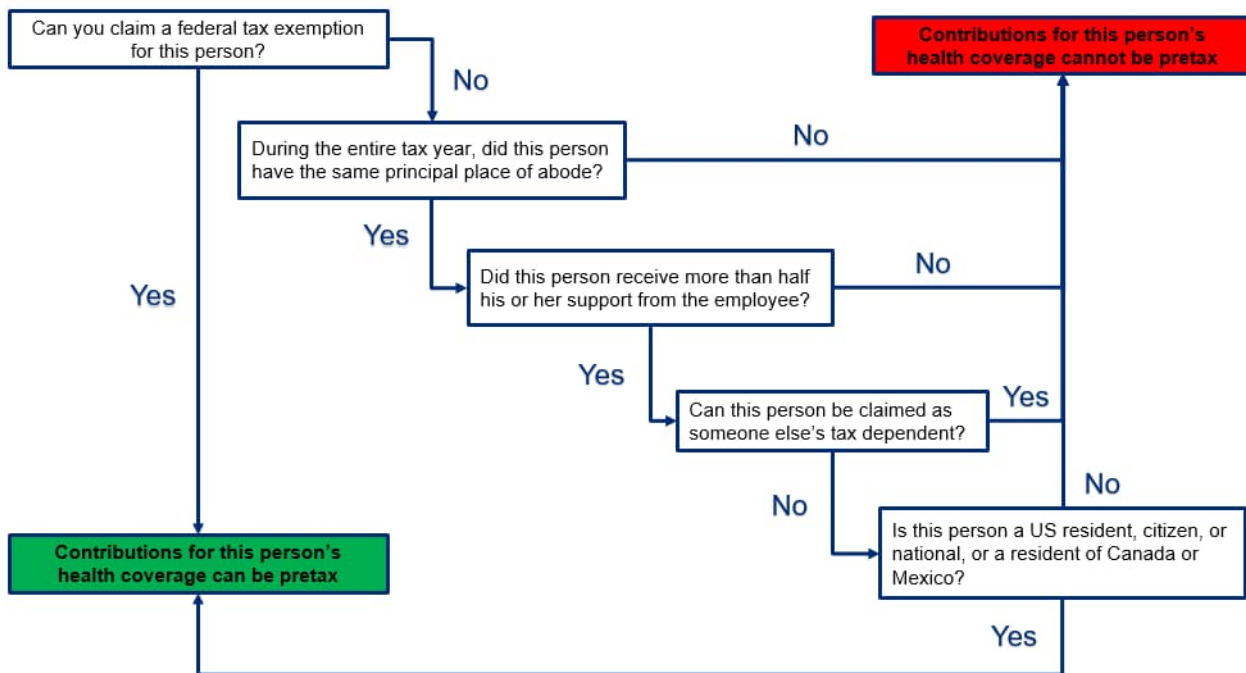 Can you claim a federal tax exemption
for this person?
Contributions for this person's
health coverage cannot be pretax
No
During the entire tax year, did this person
have the same principal place of abode?
No
Yes
Did this person receive more than half
his or her support from the employee?
No
Yes
Yes
Can this person be claimed as
someone else's tax dependent?
Yes
No
No
Is this person a US resident, citizen, or
national, or a resident of Canada or
Mexico?
Contributions for this person's
health coverage can be pretax
Yes